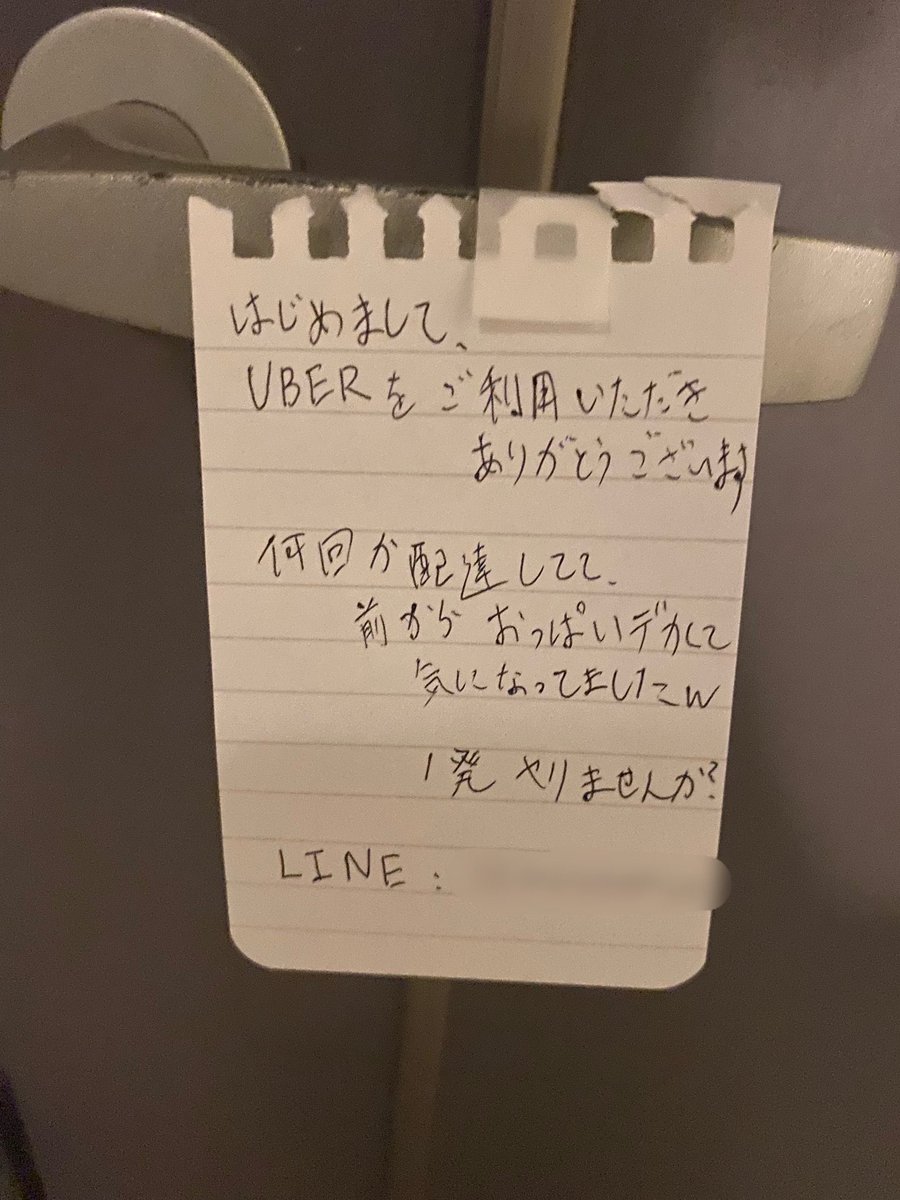 はじめまして、
UBERをご利用いただき
ありがとうございます
何回か配達してて、
前からおっぱいデカくて
気になってましたw
1発ヤりませんか?
LINE: